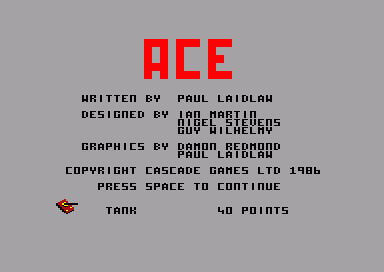 ACE
WRITTEN BY PAUL LAIDLAW
DESIGNED BY IAN MARTIN
NIGEL STEVENS
GUY WILHELMY
GRAPHICS BY DAMON REDMOND
PAUL LAIDLAW
COPYRIGHT CASCADE GAMES LTD 1986
PRESS SPACE TO CONTINUE
TANK 40 POINTS